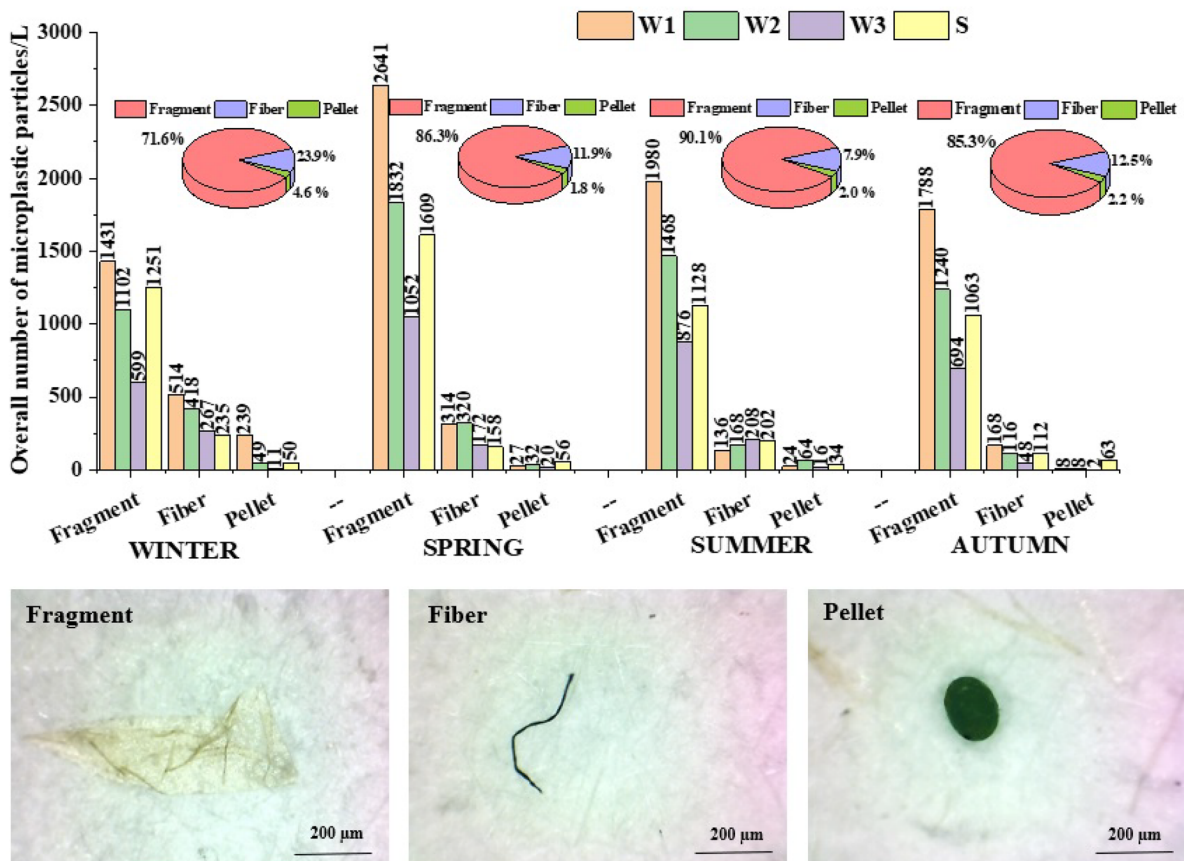 W1 W2 W3 S
Overall number of microplastic particles/L
3000
2500
2000
1500
1000
500
0
Fragment Fiber Pellet
71.6%
23.9%
4.6 %
Fragment Fiber Pellet
86.3%
11.9%
1.8 %
Fragment Fiber Pellet
90.1%
7.9%
2.0 %
Fragment Fiber Pellet
85.3%
12.5%
2.2 %
1431 1102 599 1251
514 418 267 235
239 49 11 50
2641 1832 1052 1609
314 320 172 158
27 32 20 56
1980 1468 876 1128
136 168 208 202
24 64 16 34
1788 1240 694 1063
168 116 48 112
8 8 2 63
Fragment Fiber Pellet -- Fragment Fiber Pellet -- Fragment Fiber Pellet -- Fragment Fiber Pellet
WINTER SPRING SUMMER AUTUMN
Fragment
200 µm
Fiber
200 µm
Pellet
200 µm